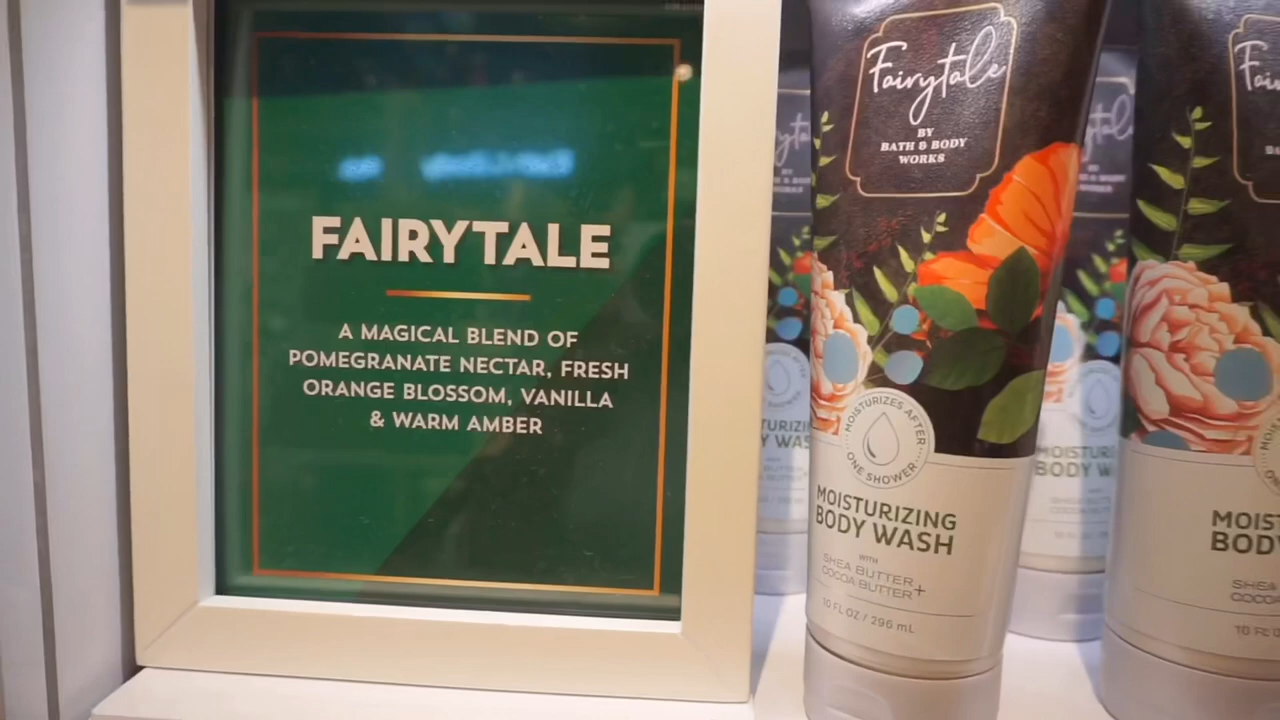 FAIRYTALE
A MAGICAL BLEND OF
POMEGRANATE NECTAR, FRESH
ORANGE BLOSSOM, VANILLA
& WARM AMBER
Fairytale
BY
BATH & BODY
WORKS
MOISTURIZES AFTER
ONE SHOWER
MOISTURIZING
BODY WASH
WITH
SHEA BUTTER +
COCOA BUTTER
10 FL OZ / 296 mL